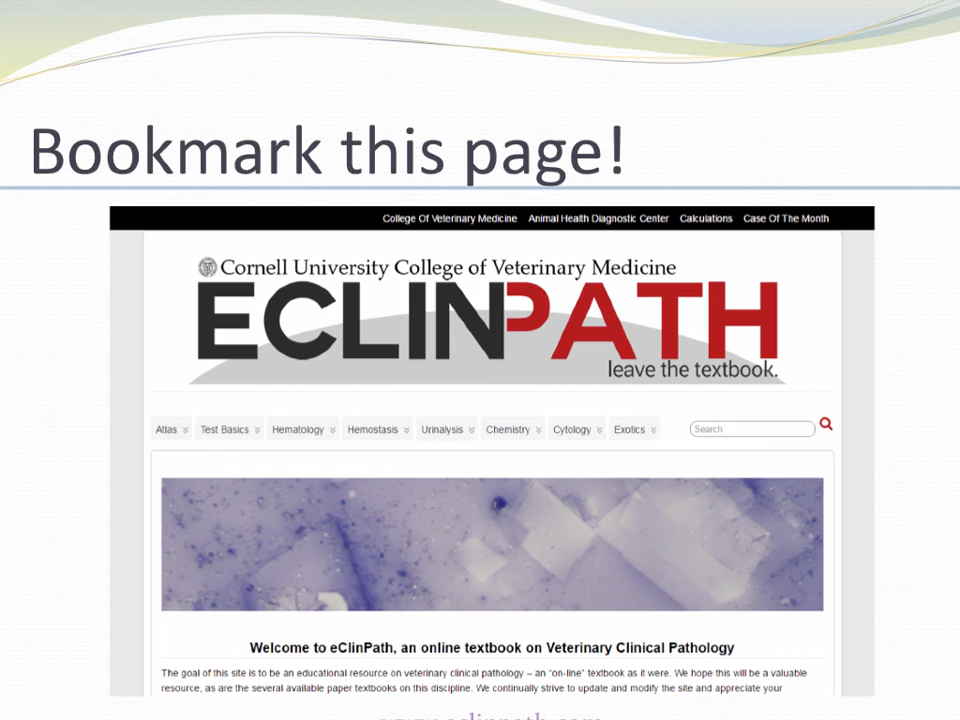 Bookmark this page!
College Of Veterinary Medicine Animal Health Diagnostic Center Calculations Case Of The Month
Cornell University College of Veterinary Medicine
ECLINPATH
leave the textbook.
Atlas Test Basics Hematology Hemostasis Urinalysis Chemistry Cytology Exotics Search
Welcome to eClinPath, an online textbook on Veterinary Clinical Pathology
The goal of this site is to be an educational resource on veterinary clinical pathology – an “on-line” textbook as it were. We hope this will be a valuable
resource, as are the several available paper textbooks on this discipline. We continually strive to update and modify the site and appreciate your